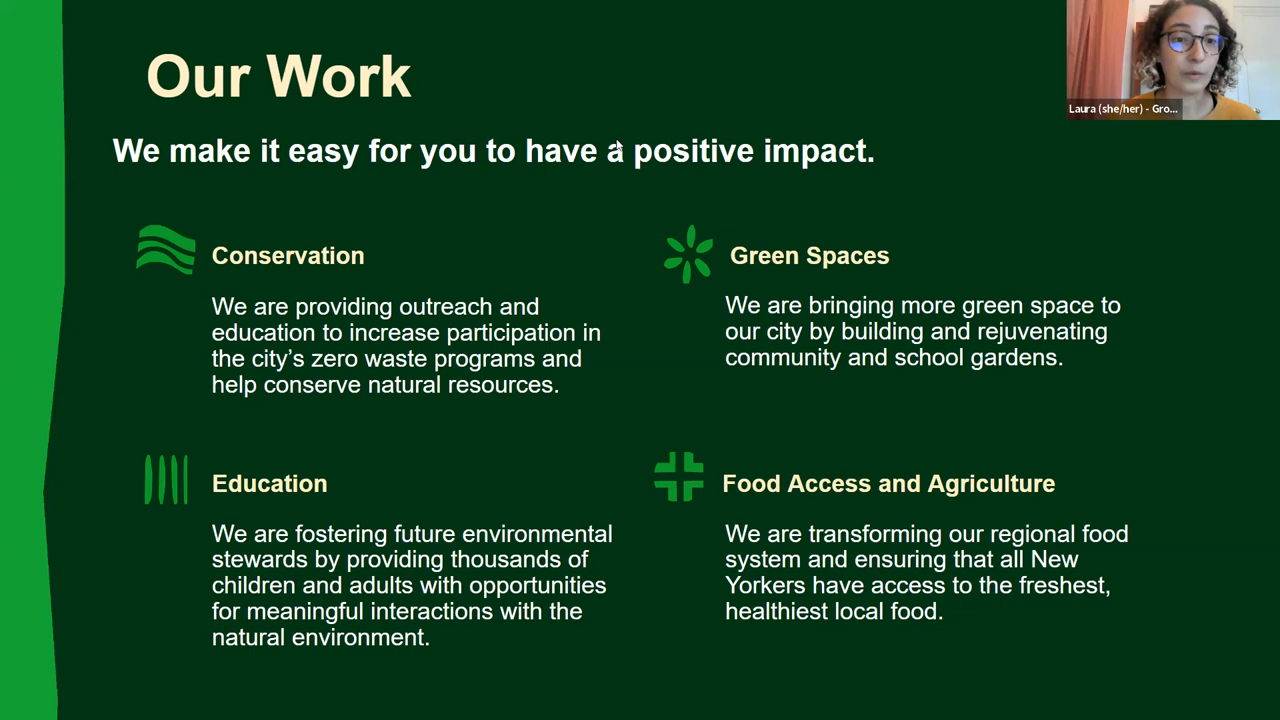 Our Work
We make it easy for you to have a positive impact.
Laura (she/her) - Gro...
Conservation
We are providing outreach and
education to increase participation in
the city’s zero waste programs and
help conserve natural resources.
Green Spaces
We are bringing more green space to
our city by building and rejuvenating
community and school gardens.
Education
We are fostering future environmental
stewards by providing thousands of
children and adults with opportunities
for meaningful interactions with the
natural environment.
Food Access and Agriculture
We are transforming our regional food
system and ensuring that all New
Yorkers have access to the freshest,
healthiest local food.